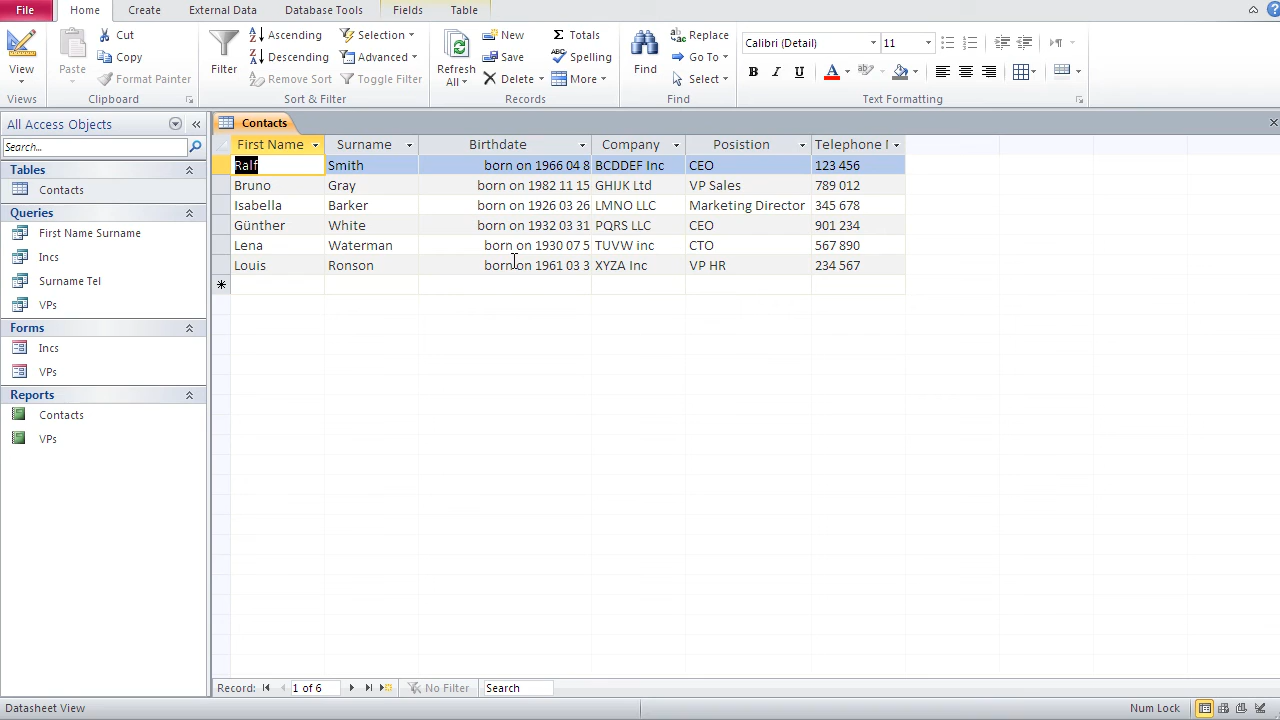 File Home Create External Data Database Tools Fields Table
View Paste Cut Copy Format Painter Filter Ascending Descending Remove Sort Selection Advanced Toggle Filter Refresh All New Save Delete Totals Spelling More Find Replace Go To Select Calibri (Detail) 11 B I U A ab A
Views Clipboard Sort & Filter Records Find Text Formatting
All Access Objects
Search...
Tables
Contacts
Queries
First Name Surname
Incs
Surname Tel
VPs
Forms
Incs
VPs
Reports
Contacts
VPs
Contacts
First Name Surname Birthdate Company Posistion Telephone N
Ralf Smith born on 1966 04 8 BCDDEF Inc CEO 123 456
Bruno Gray born on 1982 11 15 GHIJK Ltd VP Sales 789 012
Isabella Barker born on 1926 03 26 LMNO LLC Marketing Director 345 678
Günther White born on 1932 03 31 PQRS LLC CEO 901 234
Lena Waterman born on 1930 07 5 TUVW inc CTO 567 890
Louis Ronson born on 1961 03 3 XYZA Inc VP HR 234 567
Record: 1 of 6 No Filter Search
Datasheet View Num Lock